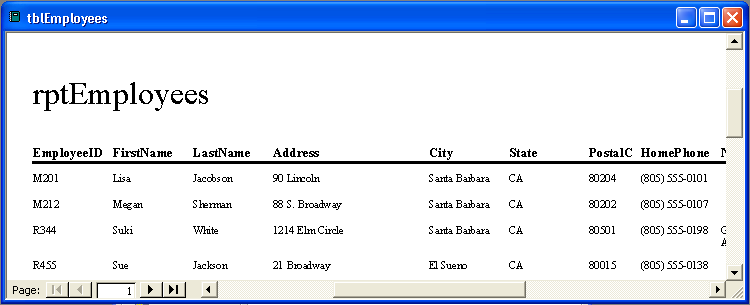 tblEmployees
rptEmployees
EmployeeID FirstName LastName Address City State PostalC HomePhone N
M201 Lisa Jacobson 90 Lincoln Santa Barbara CA 80204 (805) 555-0101
M212 Megan Sherman 88 S. Broadway Santa Barbara CA 80202 (805) 555-0107
R344 Suki White 1214 Elm Circle Santa Barbara CA 80501 (805) 555-0198 G
A
R455 Sue Jackson 21 Broadway El Sueno CA 80015 (805) 555-0138
Page: 1